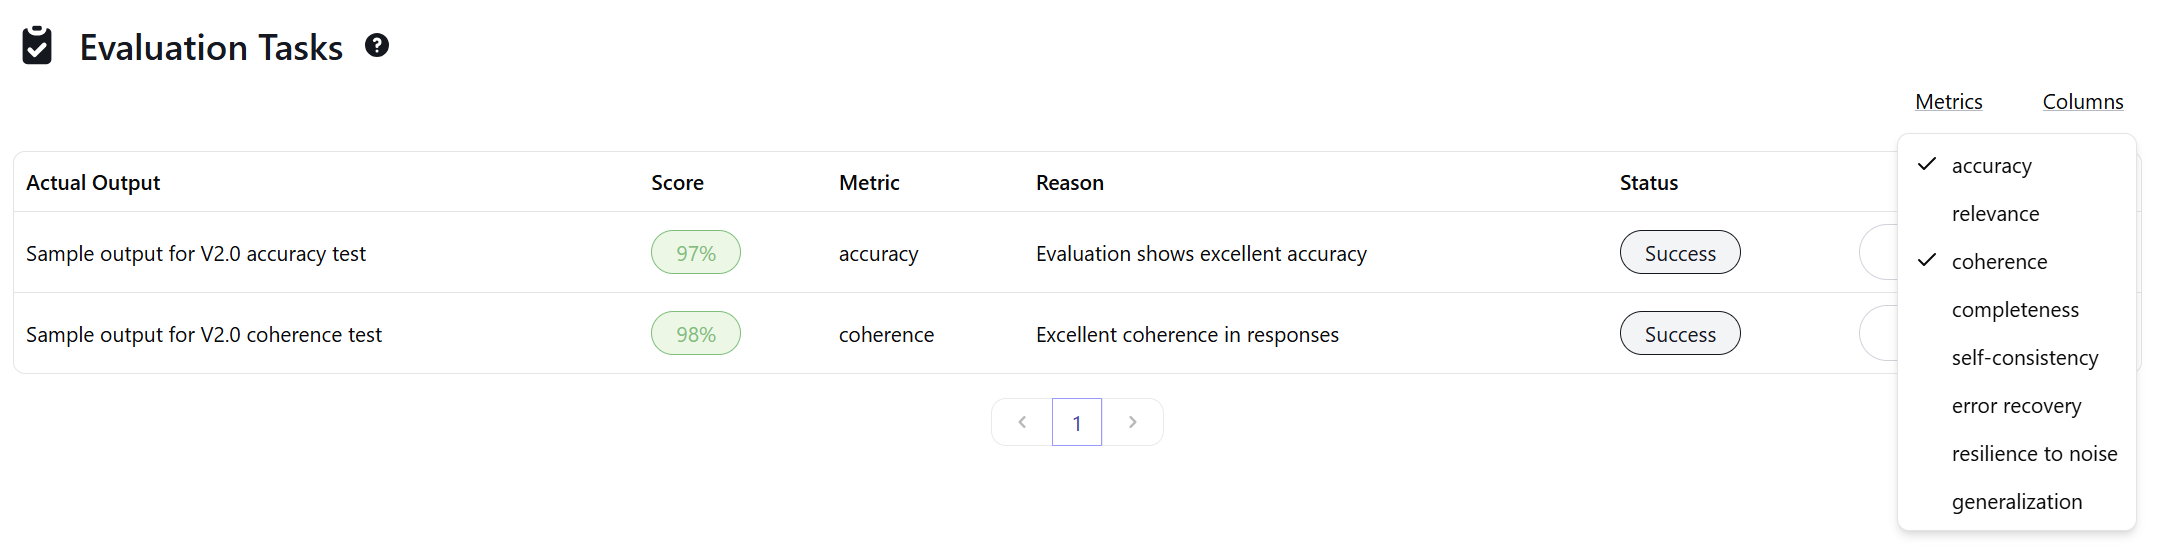 Evaluation Tasks ?
Metrics Columns
Actual Output Score Metric Reason Status
Sample output for V2.0 accuracy test 97% accuracy Evaluation shows excellent accuracy Success
Sample output for V2.0 coherence test 98% coherence Excellent coherence in responses Success
1
accuracy
relevance
coherence
completeness
self-consistency
error recovery
resilience to noise
generalization